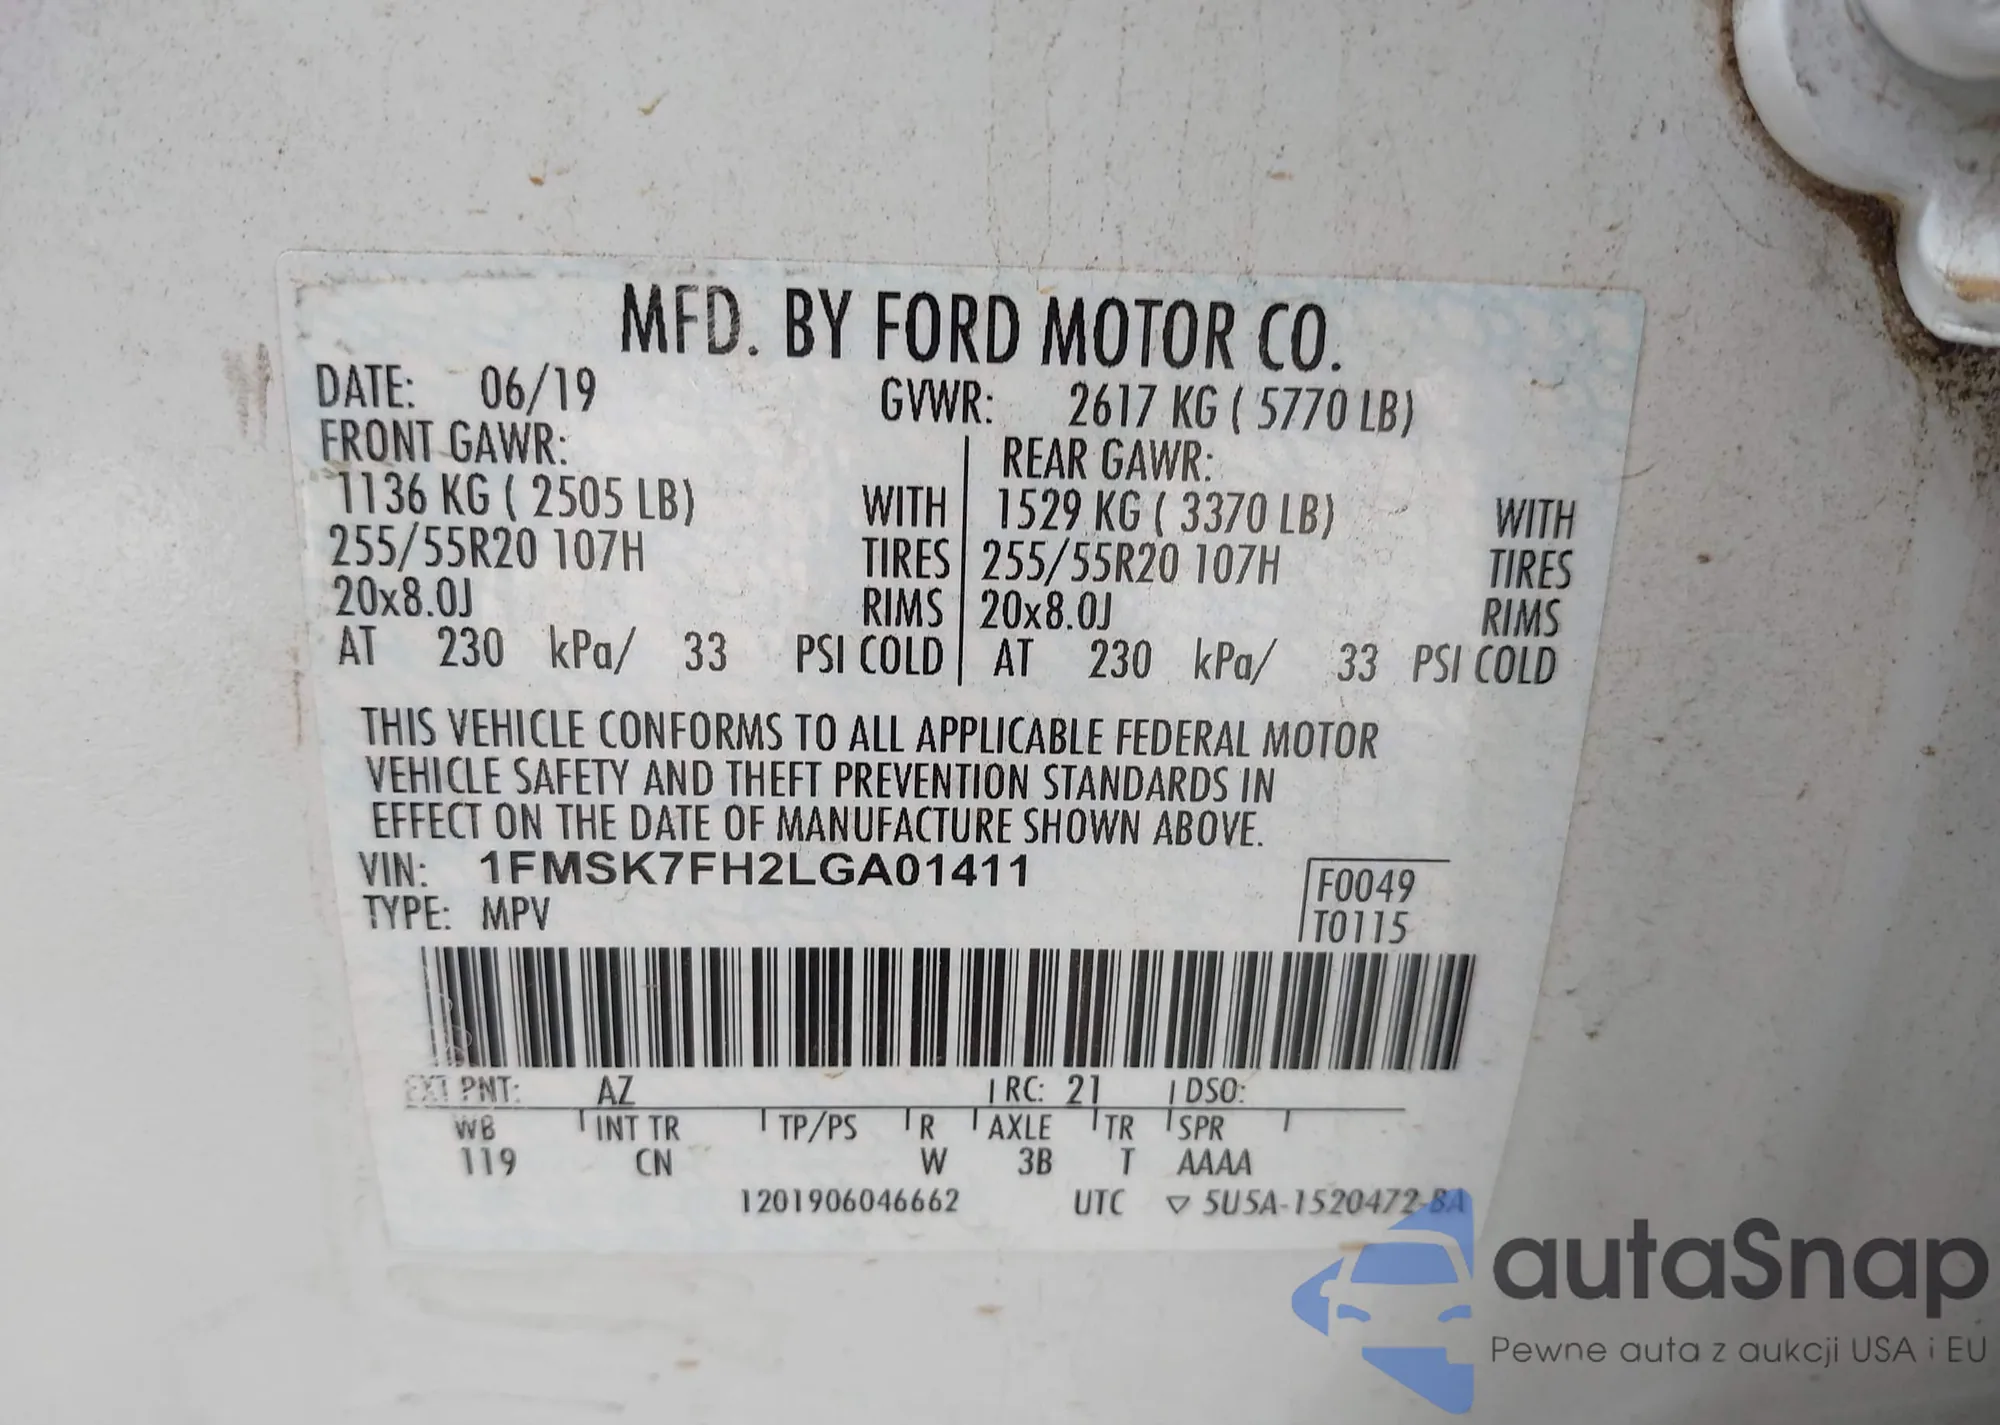 MFD. BY FORD MOTOR CO.
DATE: 06/19 GVWR: 2617 KG ( 5770 LB)
FRONT GAWR: REAR GAWR:
1136 KG ( 2505 LB) WITH 1529 KG ( 3370 LB) WITH
255/55R20 107H TIRES 255/55R20 107H TIRES
20x8.0J RIMS 20x8.0J RIMS
AT 230 kPa/ 33 PSI COLD AT 230 kPa/ 33 PSI COLD
THIS VEHICLE CONFORMS TO ALL APPLICABLE FEDERAL MOTOR
VEHICLE SAFETY AND THEFT PREVENTION STANDARDS IN
EFFECT ON THE DATE OF MANUFACTURE SHOWN ABOVE.
VIN: 1FMSK7FH2LGA01411
F0049
TYPE: MPV
T0115
EXT PNT: AZ RC: 21 DSO:
WB INT TR TP/PS R AXLE TR SPR
119 CN W 3B T AAAA
1201906046662 UTC ▽ 5U5A-1520472-BA
autaSnap
Pewne auta z aukcji USA i EU